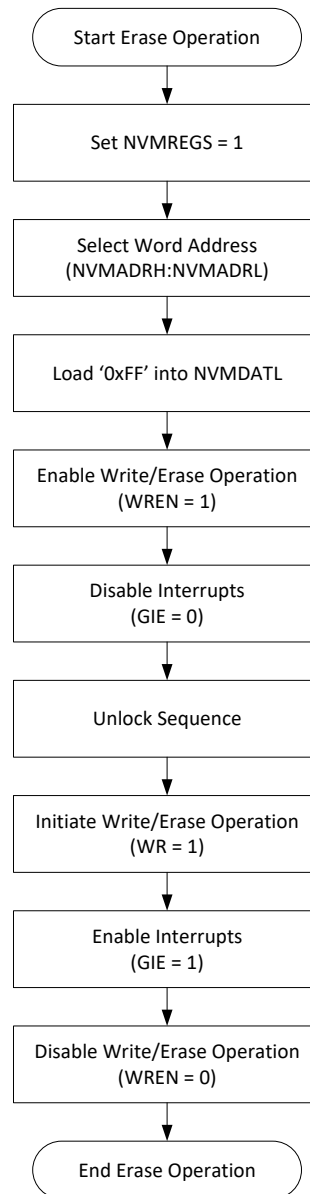 Start Erase Operation
Set NVMREGS = 1
Select Word Address
(NVMADRH:NVMADRL)
Load ‘0xFF’ into NVMDATL
Enable Write/Erase Operation
(WREN = 1)
Disable Interrupts
(GIE = 0)
Unlock Sequence
Initiate Write/Erase Operation
(WR = 1)
Enable Interrupts
(GIE = 1)
Disable Write/Erase Operation
(WREN = 0)
End Erase Operation